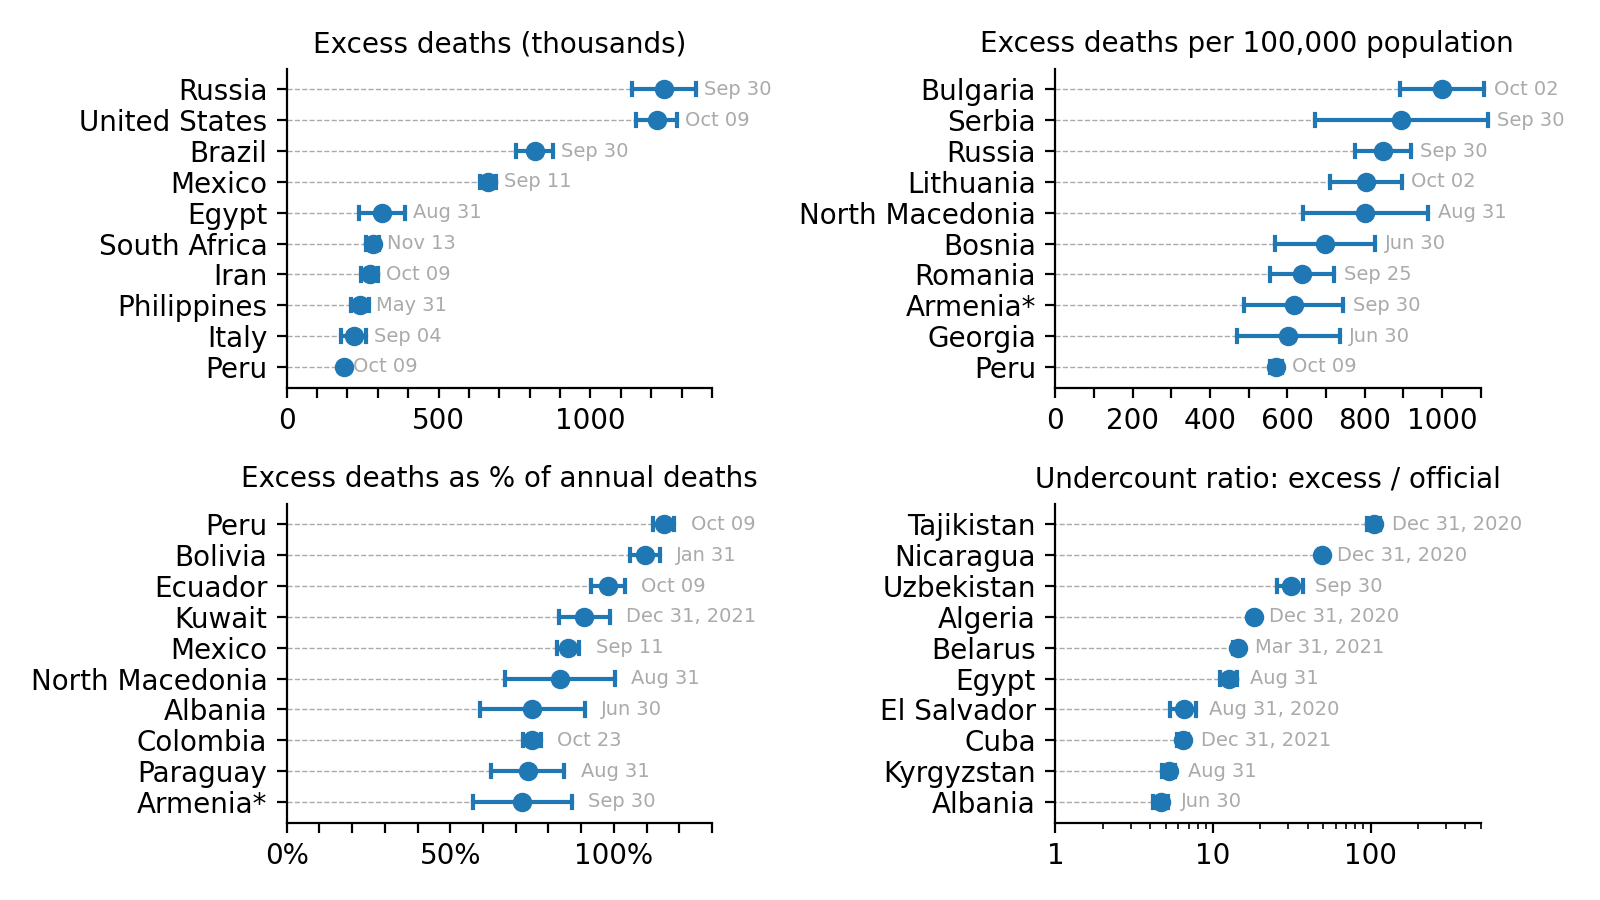 Excess deaths (thousands)
Russia Sep 30
United States Oct 09
Brazil Sep 30
Mexico Sep 11
Egypt Aug 31
South Africa Nov 13
Iran Oct 09
Philippines May 31
Italy Sep 04
Peru Oct 09
0 500 1000
Excess deaths per 100,000 population
Bulgaria Oct 02
Serbia Sep 30
Russia Sep 30
Lithuania Oct 02
North Macedonia Aug 31
Bosnia Jun 30
Romania Sep 25
Armenia* Sep 30
Georgia Jun 30
Peru Oct 09
0 200 400 600 800 1000
Excess deaths as % of annual deaths
Peru Oct 09
Bolivia Jan 31
Ecuador Oct 09
Kuwait Dec 31, 2021
Mexico Sep 11
North Macedonia Aug 31
Albania Jun 30
Colombia Oct 23
Paraguay Aug 31
Armenia* Sep 30
0% 50% 100%
Undercount ratio: excess / official
Tajikistan Dec 31, 2020
Nicaragua Dec 31, 2020
Uzbekistan Sep 30
Algeria Dec 31, 2020
Belarus Mar 31, 2021
Egypt Aug 31
El Salvador Aug 31, 2020
Cuba Dec 31, 2021
Kyrgyzstan Aug 31
Albania Jun 30
1 10 100